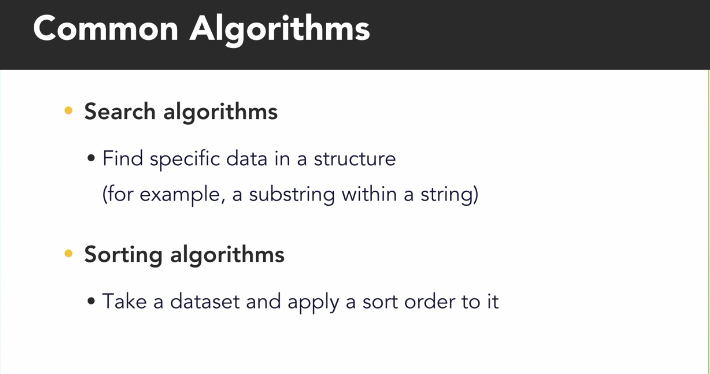 Common Algorithms
• Search algorithms
• Find specific data in a structure
(for example, a substring within a string)
• Sorting algorithms
• Take a dataset and apply a sort order to it